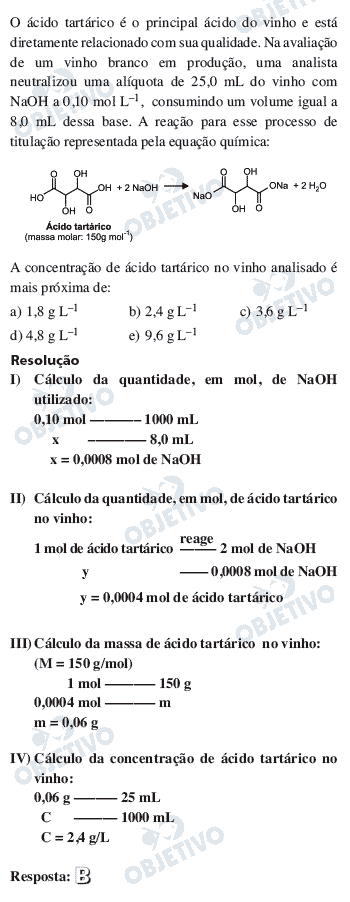 O ácido tartárico é o principal ácido do vinho e está
diretamente relacionado com sua qualidade. Na avaliação
de um vinho branco em produção, uma analista
neutralizou uma alíquota de 25,0 mL do vinho com
NaOH a 0,10 mol L⁻¹, consumindo um volume igual a
8,0 mL dessa base. A reação para esse processo de
titulação representada pela equação química:
O OH
HO OH + 2 NaOH
OH O
O OH
NaO ONa + 2 H₂O
OH O
Ácido tartárico
(massa molar: 150g mol⁻¹)
A concentração de ácido tartárico no vinho analisado é
mais próxima de:
a) 1,8 g L⁻¹ b) 2,4 g L⁻¹ c) 3,6 g L⁻¹
d) 4,8 g L⁻¹ e) 9,6 g L⁻¹
Resolução
I) Cálculo da quantidade, em mol, de NaOH
utilizado:
0,10 mol ––––––– 1000 mL
x ––––––– 8,0 mL
x = 0,0008 mol de NaOH
II) Cálculo da quantidade, em mol, de ácido tartárico
no vinho:
reage
1 mol de ácido tartárico ––––– 2 mol de NaOH
y ––––– 0,0008 mol de NaOH
y = 0,0004 mol de ácido tartárico
III) Cálculo da massa de ácido tartárico no vinho:
(M = 150 g/mol)
1 mol ––––––– 150 g
0,0004 mol ––––––– m
m = 0,06 g
IV) Cálculo da concentração de ácido tartárico no
vinho:
0,06 g ––––––– 25 mL
C ––––––– 1000 mL
C = 2,4 g/L
Resposta: B
OBJETIVO
OBJETIVO
OBJETIVO
OBJETIVO
OBJETIVO
OBJETIVO
OBJETIVO
OBJETIVO